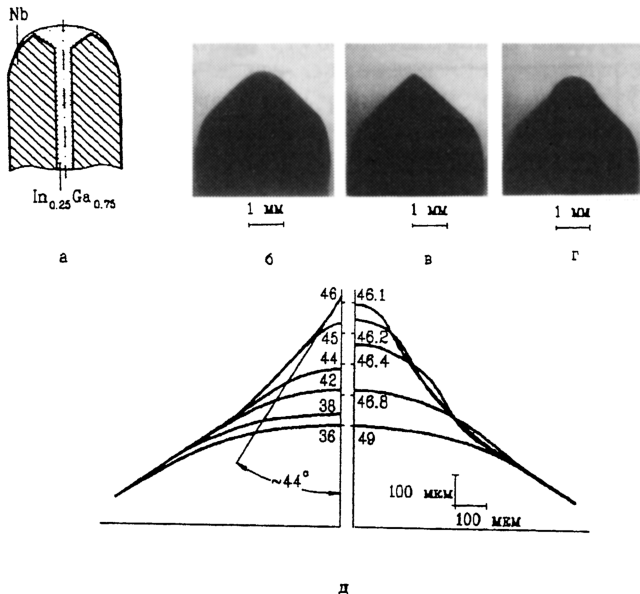 Nb
In0.25Ga0.75
а
1 мм
б
1 мм
в
1 мм
г
46
46.1
45
46.2
44
46.4
42
38
46.8
36
49
~44°
100 мкм
100 мкм
д